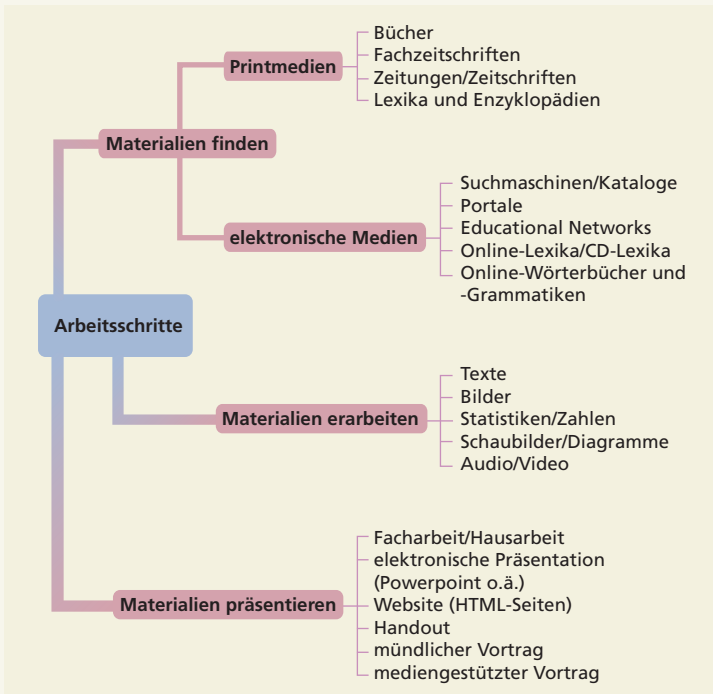 Arbeitsschritte
Materialien finden
Printmedien
Bücher
Fachzeitschriften
Zeitungen/Zeitschriften
Lexika und Enzyklopädien
elektronische Medien
Suchmaschinen/Kataloge
Portale
Educational Networks
Online-Lexika/CD-Lexika
Online-Wörterbücher und
-Grammatiken
Materialien erarbeiten
Texte
Bilder
Statistiken/Zahlen
Schaubilder/Diagramme
Audio/Video
Materialien präsentieren
Facharbeit/Hausarbeit
elektronische Präsentation
(Powerpoint o.ä.)
Website (HTML-Seiten)
Handout
mündlicher Vortrag
mediengestützter Vortrag